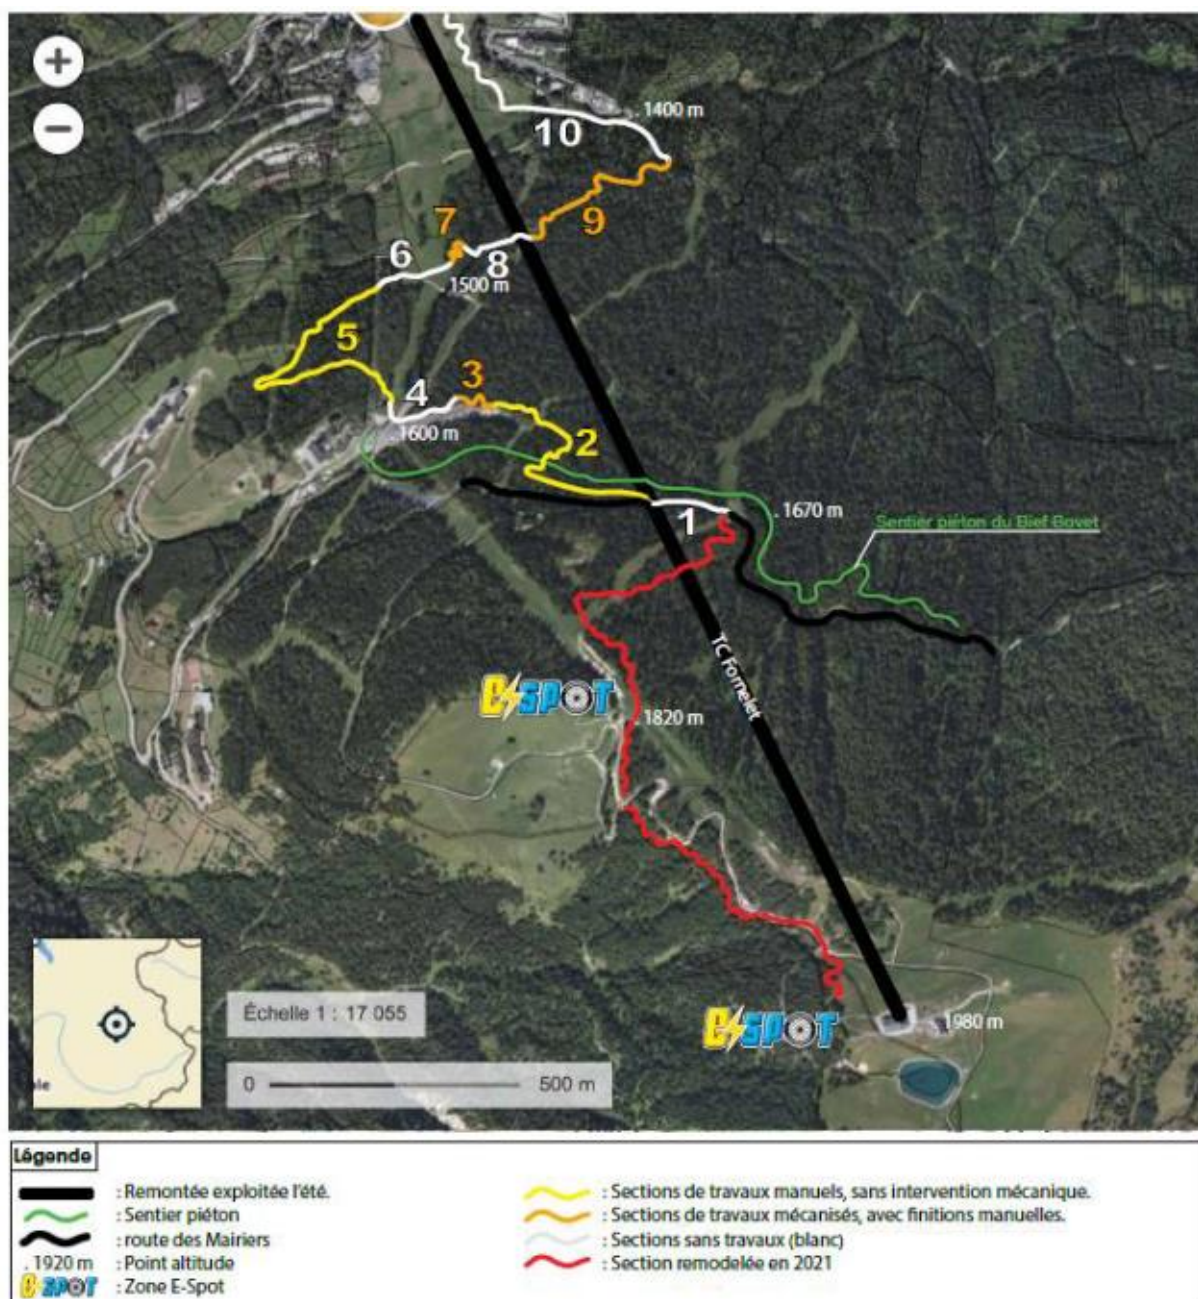 +
−
1400 m
10
9
7
8
6
1500 m
5
3
4
2
1600 m
1
1670 m
Sentier piéton du Bief Bovet
TC Fornelet
E SPOT
1820 m
E SPOT
1980 m
Échelle 1 : 17 055
0 500 m
Légende
: Remontée exploitée l'été.
: Sentier piéton
: route des Mairiers
. 1920 m : Point altitude
E SPOT : Zone E-Spot
: Sections de travaux manuels, sans intervention mécanique.
: Sections de travaux mécanisés, avec finitions manuelles.
: Sections sans travaux (blanc)
: Section remodelée en 2021